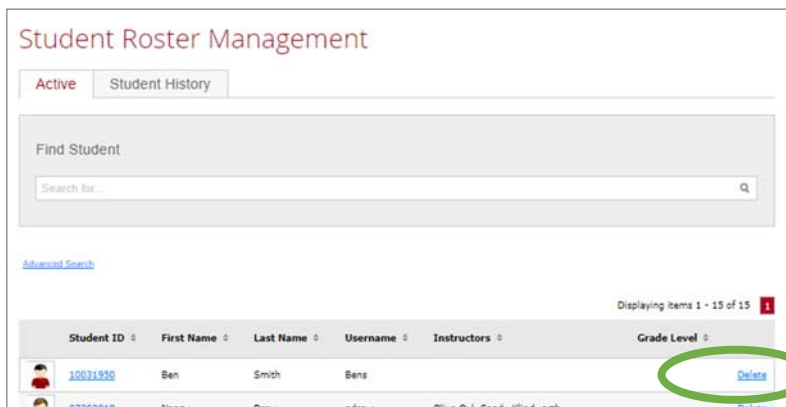 Student Roster Management
Active Student History
Find Student
Search for...
Advanced Search
Displaying items 1 - 15 of 15 1
Student ID First Name Last Name Username Instructors Grade Level
10031950 Ben Smith Bens Delete
Delete